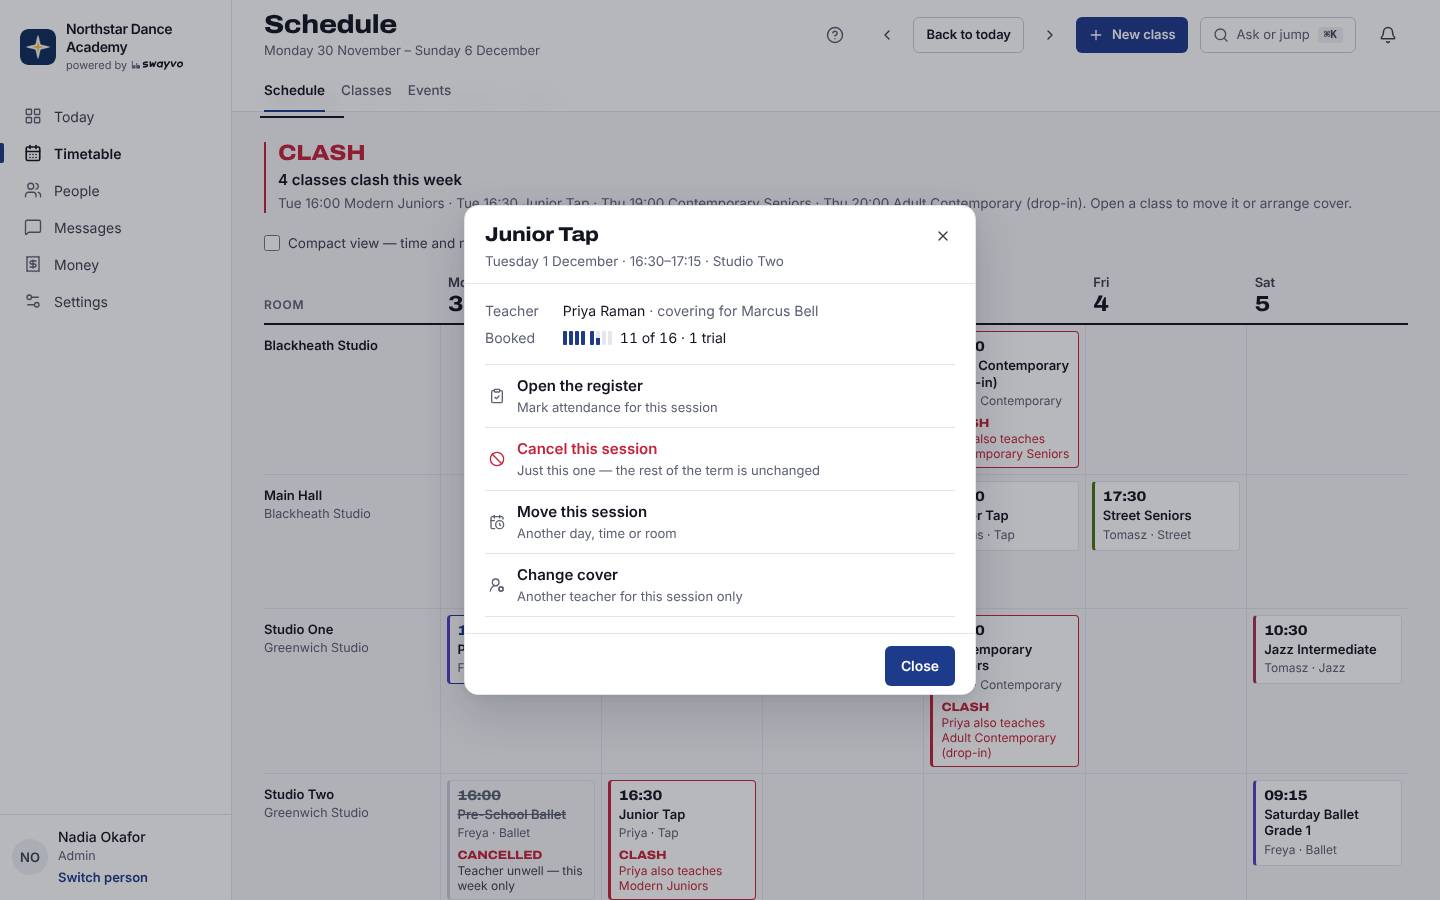 Northstar Dance
Academy
powered by swayvo
Today
Timetable
People
Messages
Money
Settings
NO
Nadia Okafor
Admin
Switch person
Schedule
Monday 30 November – Sunday 6 December
Back to today
New class
Ask or jump
⌘K
Schedule
Classes
Events
CLASH
4 classes clash this week
Tue 16:00 Modern Juniors · Tue 16:30 Junior Tap · Thu 19:00 Contemporary Seniors · Thu 20:00 Adult Contemporary (drop-in). Open a class to move it or arrange cover.
Compact view — time and
ROOM
Fri
4
Sat
5
Junior Tap
Tuesday 1 December · 16:30–17:15 · Studio Two
Teacher
Priya Raman · covering for Marcus Bell
Booked
11 of 16 · 1 trial
Open the register
Mark attendance for this session
Cancel this session
Just this one — the rest of the term is unchanged
Move this session
Another day, time or room
Change cover
Another teacher for this session only
Close
Blackheath Studio
Contemporary
Contemporary
also teaches
Seniors
Main Hall
Blackheath Studio
Tap
· Tap
17:30
Street Seniors
Tomasz · Street
Studio One
Greenwich Studio
Contemporary
CLASH
Priya also teaches
Adult Contemporary
(drop-in)
10:30
Jazz Intermediate
Tomasz · Jazz
Studio Two
Greenwich Studio
16:00
Pre-School Ballet
Freya · Ballet
CANCELLED
Teacher unwell — this
week only
16:30
Junior Tap
Priya · Tap
CLASH
Priya also teaches
Modern Juniors
09:15
Saturday Ballet
Grade 1
Freya · Ballet